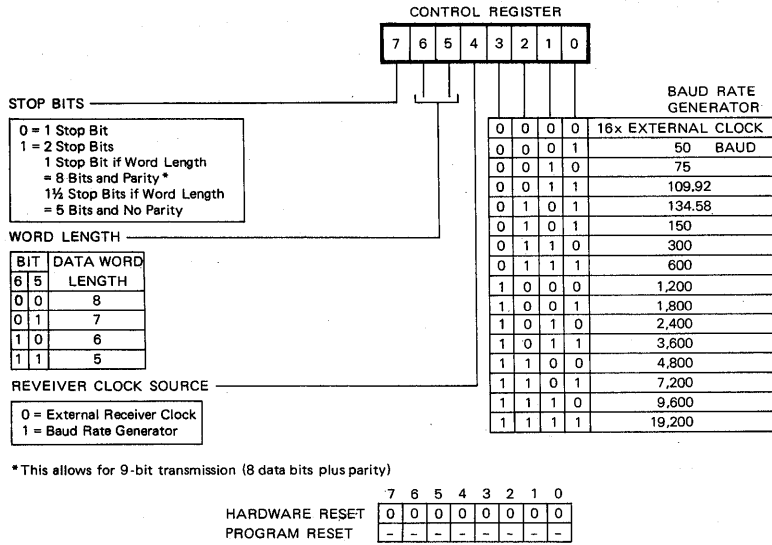 CONTROL REGISTER
7 6 5 4 3 2 1 0
STOP BITS
0 = 1 Stop Bit
1 = 2 Stop Bits
1 Stop Bit if Word Length
= 8 Bits and Parity*
1½ Stop Bits if Word Length
= 5 Bits and No Parity
WORD LENGTH
BIT DATA WORD
6 5 LENGTH
0 0 8
0 1 7
1 0 6
1 1 5
REVEIVER CLOCK SOURCE
0 = External Receiver Clock
1 = Baud Rate Generator
BAUD RATE
GENERATOR
0 0 0 0 16x EXTERNAL CLOCK
0 0 0 1 50 BAUD
0 0 1 0 75
0 0 1 1 109.92
0 1 0 1 134.58
0 1 0 1 150
0 1 1 0 300
0 1 1 1 600
1 0 0 0 1,200
1 0 0 1 1,800
1 0 1 0 2,400
1 0 1 1 3,600
1 1 0 0 4,800
1 1 0 1 7,200
1 1 1 0 9,600
1 1 1 1 19,200
*This allows for 9-bit transmission (8 data bits plus parity)
7 6 5 4 3 2 1 0
HARDWARE RESET 0 0 0 0 0 0 0 0
PROGRAM RESET - - - - - - - -